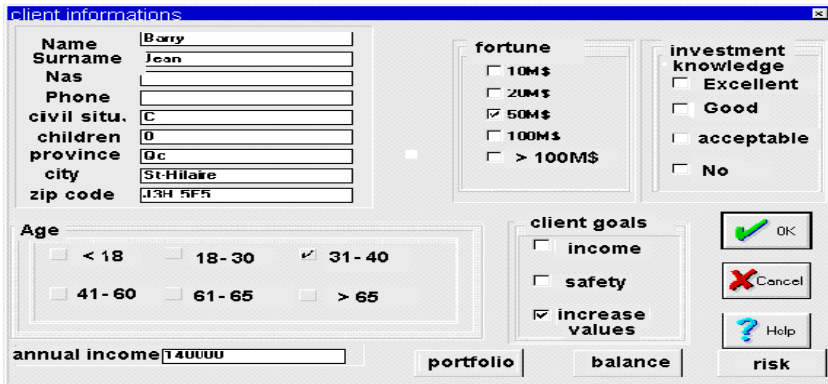 client informations
Name Barry
Surname Jean
Nas
Phone
civil situ. C
children 0
province Qc
city St-Hilaire
zip code J3H 5E5
fortune
10M$
20M$
50M$
100M$
> 100M$
investment
knowledge
Excellent
Good
acceptable
No
Age
< 18 18-30 31-40
41-60 61-65 > 65
client goals
income
safety
increase
values
OK
Cancel
Help
annual income 140000
portfolio balance risk